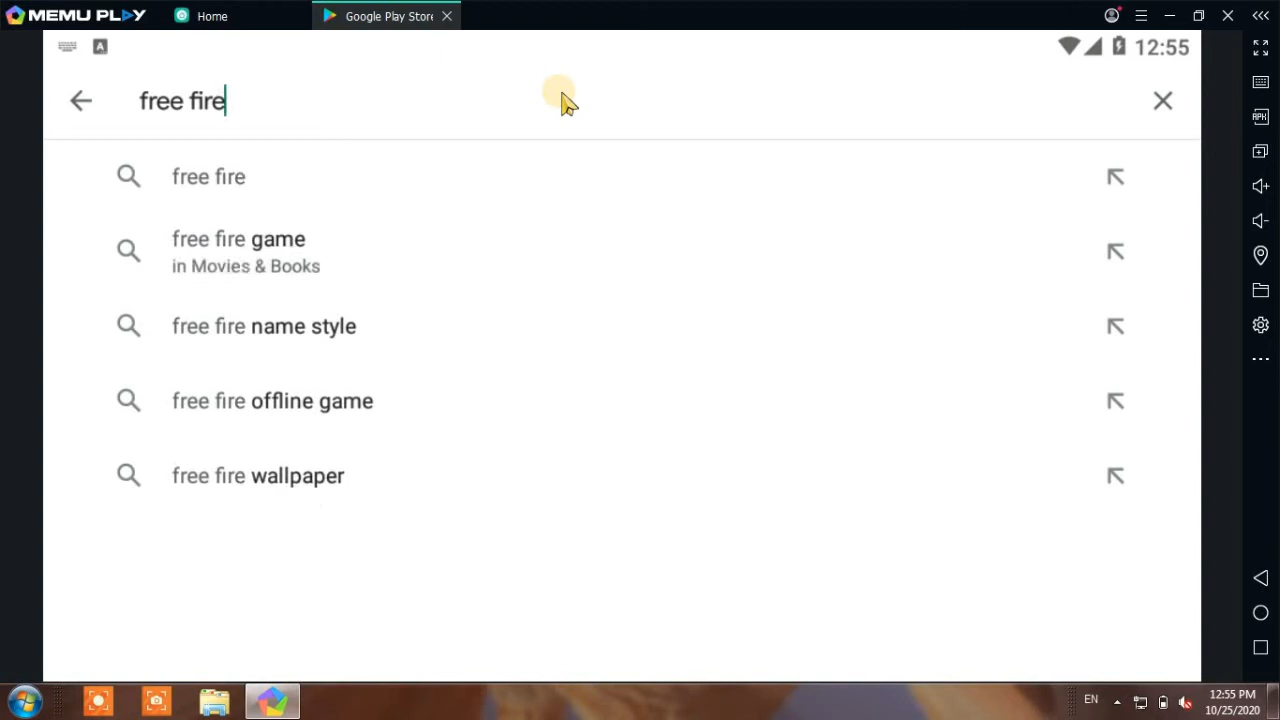 MEMU PLAY Home Google Play Store
A 12:55
free fire
free fire
free fire game
in Movies & Books
free fire name style
free fire offline game
free fire wallpaper
APK
EN 12:55 PM
10/25/2020